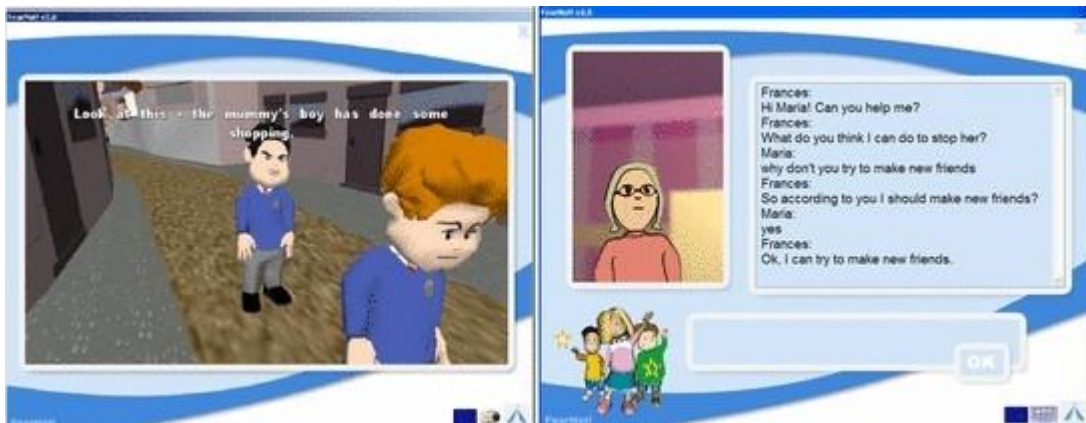 Look at this - the mummy's boy has done some
shopping.
Frances:
Hi Maria! Can you help me?
Frances:
What do you think I can do to stop her?
Maria:
why don't you try to make new friends
Frances:
So according to you I should make new friends?
Maria:
yes
Frances:
Ok, I can try to make new friends.
OK